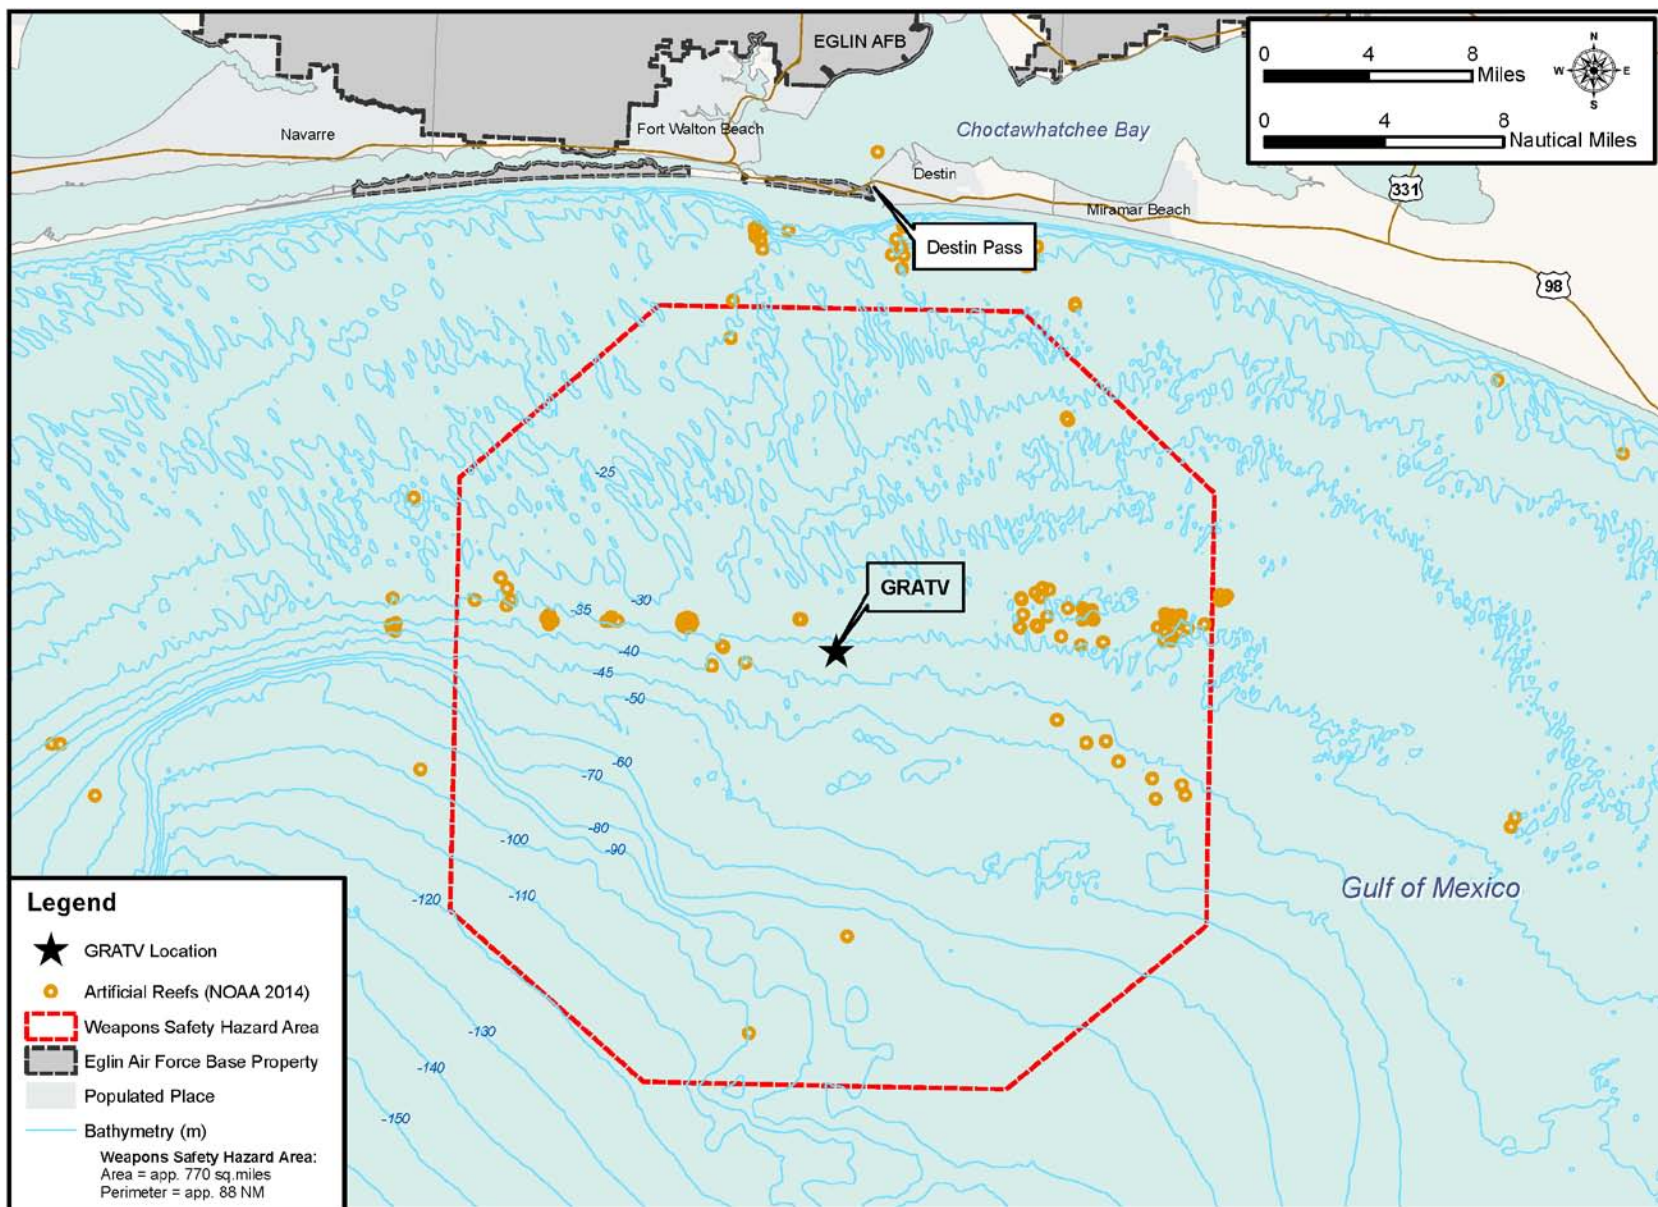 EGLIN AFB
0 4 8
Miles
N
W E
S
0 4 8
Nautical Miles
Navarre
Fort Walton Beach
Choctawhatchee Bay
Destin
331
Miramar Beach
Destin Pass
98
-25
GRATV
-30
-35
-40
-45
-50
-60
-70
-80
-90
-100
-110
-120
-130
-140
-150
Gulf of Mexico
Legend
GRATV Location
Artificial Reefs (NOAA 2014)
Weapons Safety Hazard Area
Eglin Air Force Base Property
Populated Place
Bathymetry (m)
Weapons Safety Hazard Area:
Area = app. 770 sq.miles
Perimeter = app. 88 NM